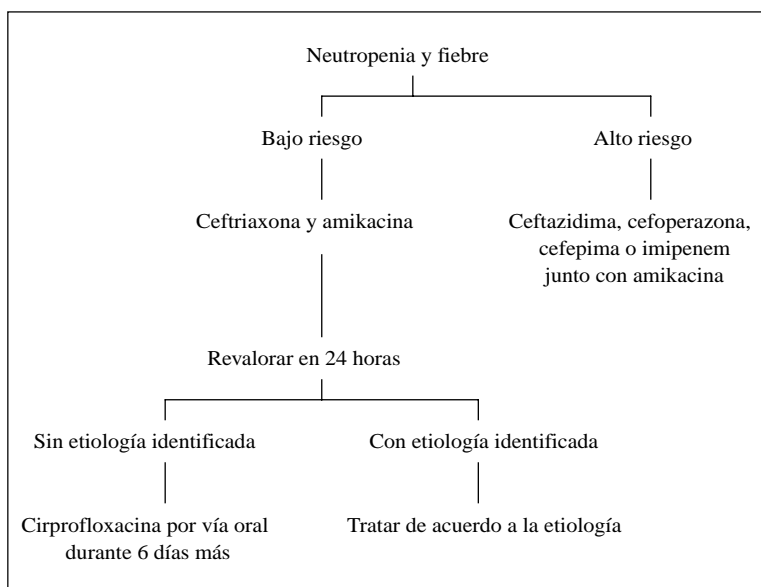 Neutropenia y fiebre
Bajo riesgo
Alto riesgo
Ceftriaxona y amikacina
Ceftazidima, cefoperazona,
cefepima o imipenem
junto con amikacina
Revalorar en 24 horas
Sin etiología identificada
Con etiología identificada
Cirprofloxacina por vía oral
durante 6 días más
Tratar de acuerdo a la etiología